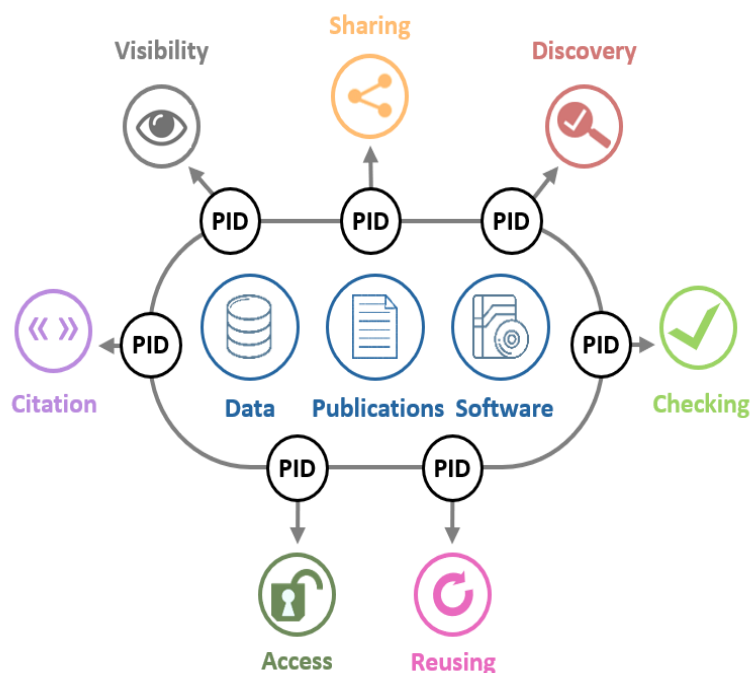 Sharing
Visibility
Discovery
PID
PID
PID
« »
PID
PID
Citation
Checking
Data
Publications
Software
PID
PID
Access
Reusing